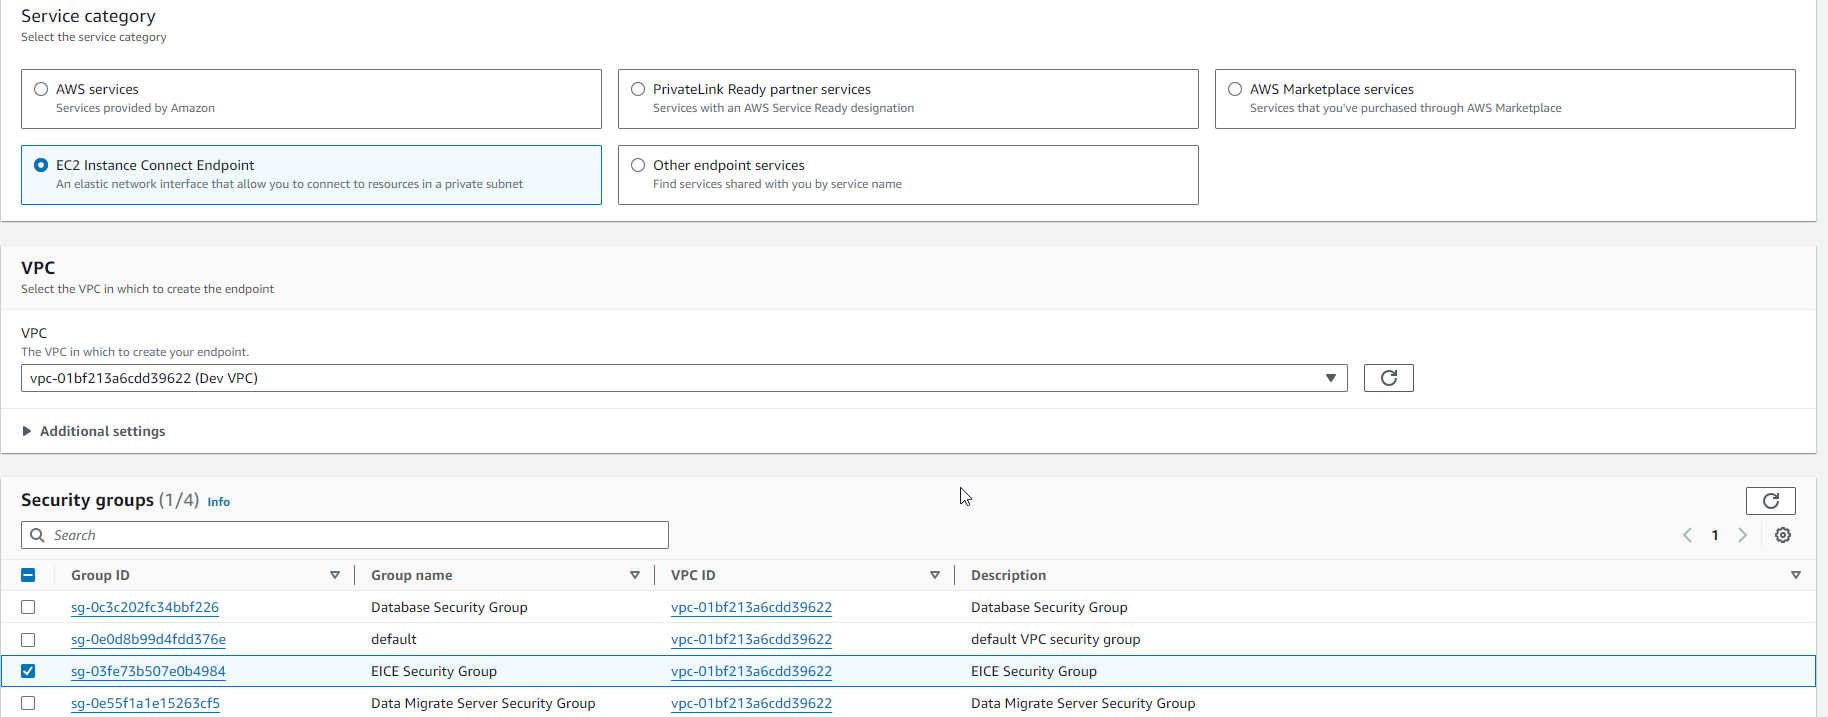 Service category
Select the service category
AWS services
Services provided by Amazon
PrivateLink Ready partner services
Services with an AWS Service Ready designation
AWS Marketplace services
Services that you've purchased through AWS Marketplace
EC2 Instance Connect Endpoint
An elastic network interface that allow you to connect to resources in a private subnet
Other endpoint services
Find services shared with you by service name
VPC
Select the VPC in which to create the endpoint
VPC
The VPC in which to create your endpoint.
vpc-01bf213a6cdd39622 (Dev VPC)
Additional settings
Security groups (1/4) Info
Search
1
Group ID Group name VPC ID Description
sg-0c3c202fc34bbf226 Database Security Group vpc-01bf213a6cdd39622 Database Security Group
sg-0e0d8b99d4fdd376e default vpc-01bf213a6cdd39622 default VPC security group
sg-03fe73b507e0b4984 EICE Security Group vpc-01bf213a6cdd39622 EICE Security Group
sg-0e55f1a1e15263cf5 Data Migrate Server Security Group vpc-01bf213a6cdd39622 Data Migrate Server Security Group